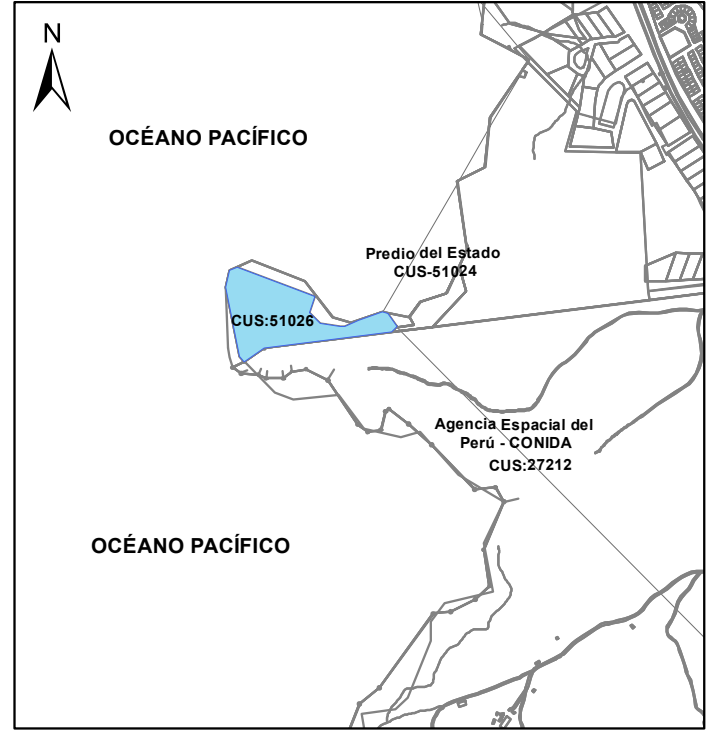 N
OCÉANO PACÍFICO
Predio del Estado
CUS-51024
CUS:51026
Agencia Espacial del
Perú - CONIDA
CUS:27212
OCÉANO PACÍFICO